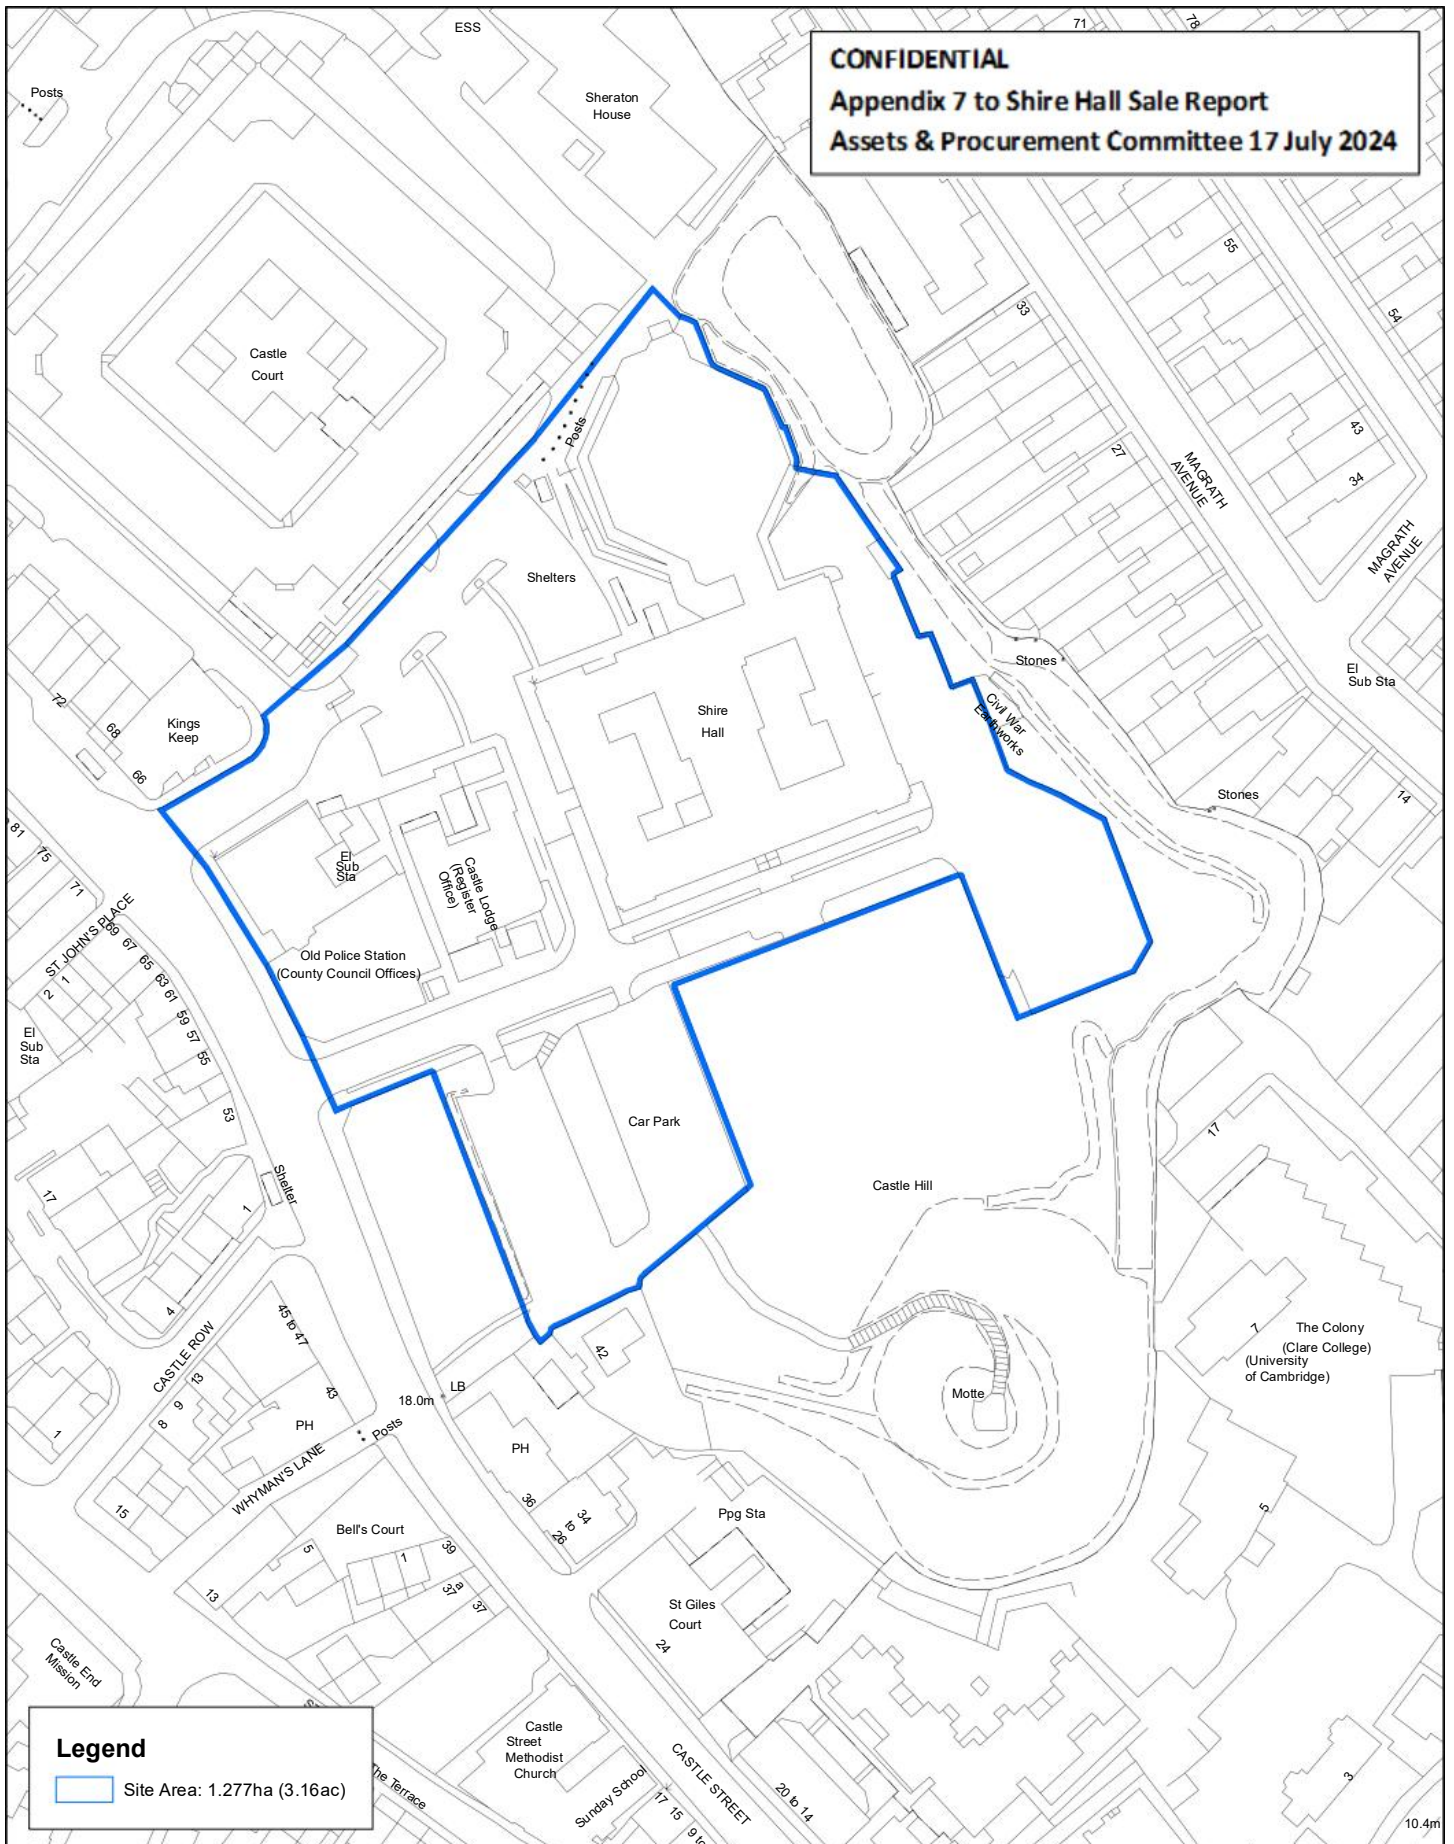 CONFIDENTIAL
Appendix 7 to Shire Hall Sale Report
Assets & Procurement Committee 17 July 2024
ESS
71
78
Posts
Sheraton
House
55
54
33
Castle
Court
Posts
43
27
34
MAGRATH
AVENUE
MAGRATH
AVENUE
Shelters
Stones
El
Sub Sta
72
68
66
Kings
Keep
Shire
Hall
Civil War
Earthworks
Stones
14
81
75
71
El
Sub
Sta
Castle Lodge
(Register
Office)
ST JOHN'S PLACE
69
67
65
63
61
59
57
55
53
1
2
El
Sub
Sta
Old Police Station
(County Council Offices)
Car Park
17
17
Shelter
1
4
Castle Hill
CASTLE ROW
45 to 47
43
13
9
8
1
15
PH
WHYMAN'S LANE
Posts
18.0m
LB
42
PH
36
26 to 34
Motte
7
The Colony
(Clare College)
(University
of Cambridge)
5
Bell's Court
5
1
39
37a
37
13
Ppg Sta
St Giles
Court
24
Castle End
Mission
Castle
Street
Methodist
Church
Sunday School
CASTLE STREET
17
15
20 to 14
3
The Terrace
10.4m
Legend
Site Area: 1.277ha (3.16ac)